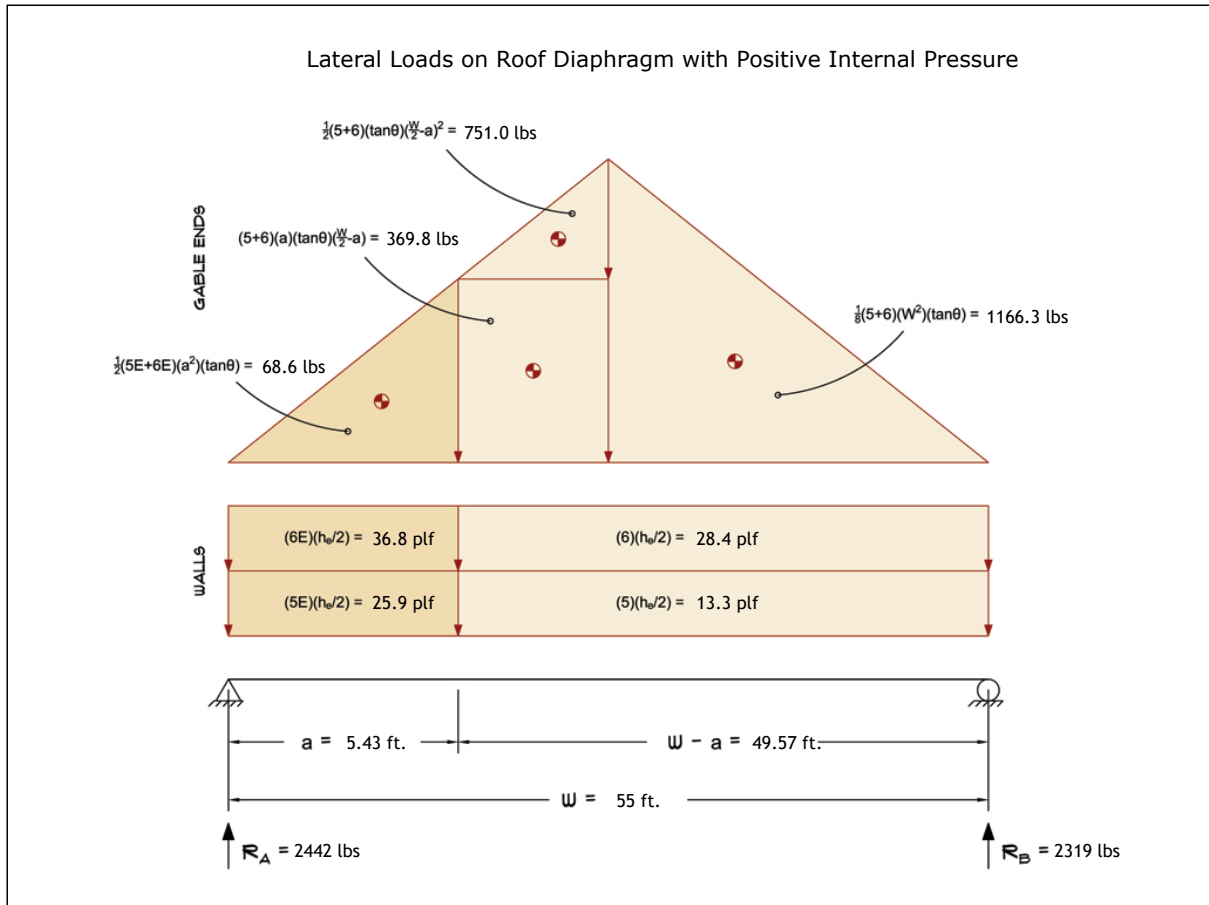 Lateral Loads on Roof Diaphragm with Positive Internal Pressure
½(5+6)(tanθ)(W/2-a)² = 751.0 lbs
GABLE ENDS
(5+6)(a)(tanθ)(W/2-a) = 369.8 lbs
⅛(5+6)(W²)(tanθ) = 1166.3 lbs
½(5E+6E)(a²)(tanθ) = 68.6 lbs
WALLS
(6E)(hₑ/2) = 36.8 plf
(6)(hₑ/2) = 28.4 plf
(5E)(hₑ/2) = 25.9 plf
(5)(hₑ/2) = 13.3 plf
a = 5.43 ft.
W - a = 49.57 ft.
W = 55 ft.
R_A = 2442 lbs
R_B = 2319 lbs